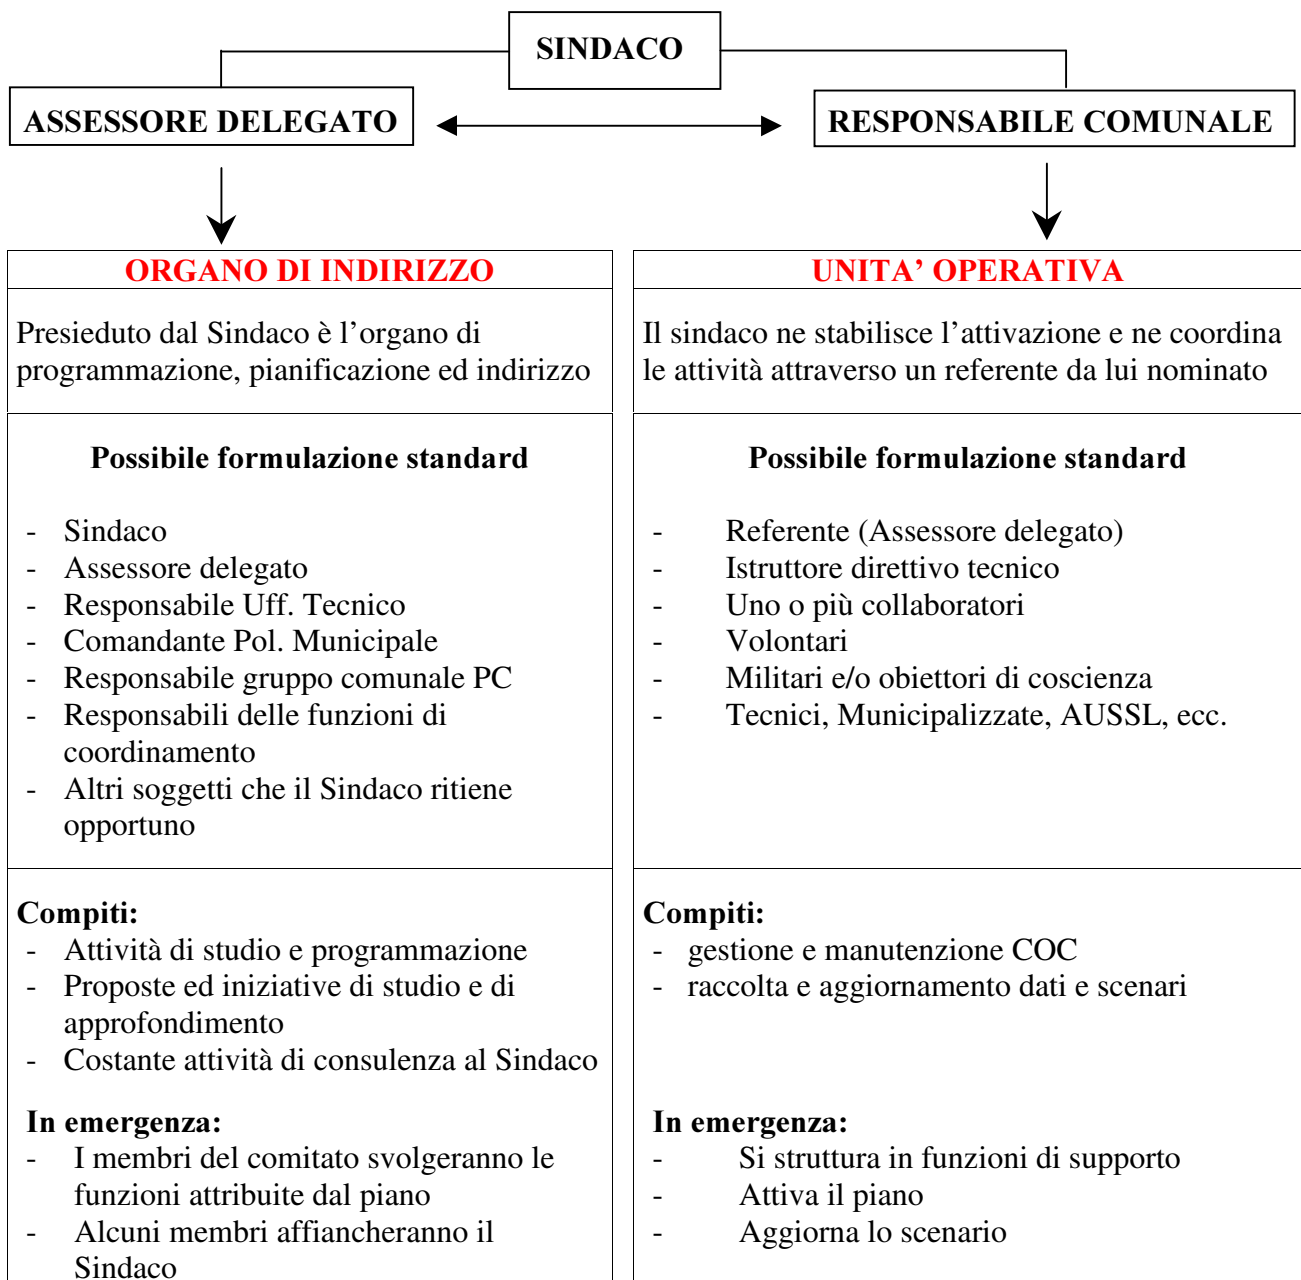 SINDACO
ASSESSORE DELEGATO
RESPONSABILE COMUNALE
ORGANO DI INDIRIZZO
Presieduto dal Sindaco è l’organo di
programmazione, pianificazione ed indirizzo
Possibile formulazione standard
- Sindaco
- Assessore delegato
- Responsabile Uff. Tecnico
- Comandante Pol. Municipale
- Responsabile gruppo comunale PC
- Responsabili delle funzioni di
coordinamento
- Altri soggetti che il Sindaco ritiene
opportuno
Compiti:
- Attività di studio e programmazione
- Proposte ed iniziative di studio e di
approfondimento
- Costante attività di consulenza al Sindaco
In emergenza:
- I membri del comitato svolgeranno le
funzioni attribuite dal piano
- Alcuni membri affiancheranno il
Sindaco
UNITA’ OPERATIVA
Il sindaco ne stabilisce l’attivazione e ne coordina
le attività attraverso un referente da lui nominato
Possibile formulazione standard
- Referente (Assessore delegato)
- Istruttore direttivo tecnico
- Uno o più collaboratori
- Volontari
- Militari e/o obiettori di coscienza
- Tecnici, Municipalizzate, AUSSL, ecc.
Compiti:
- gestione e manutenzione COC
- raccolta e aggiornamento dati e scenari
In emergenza:
- Si struttura in funzioni di supporto
- Attiva il piano
- Aggiorna lo scenario